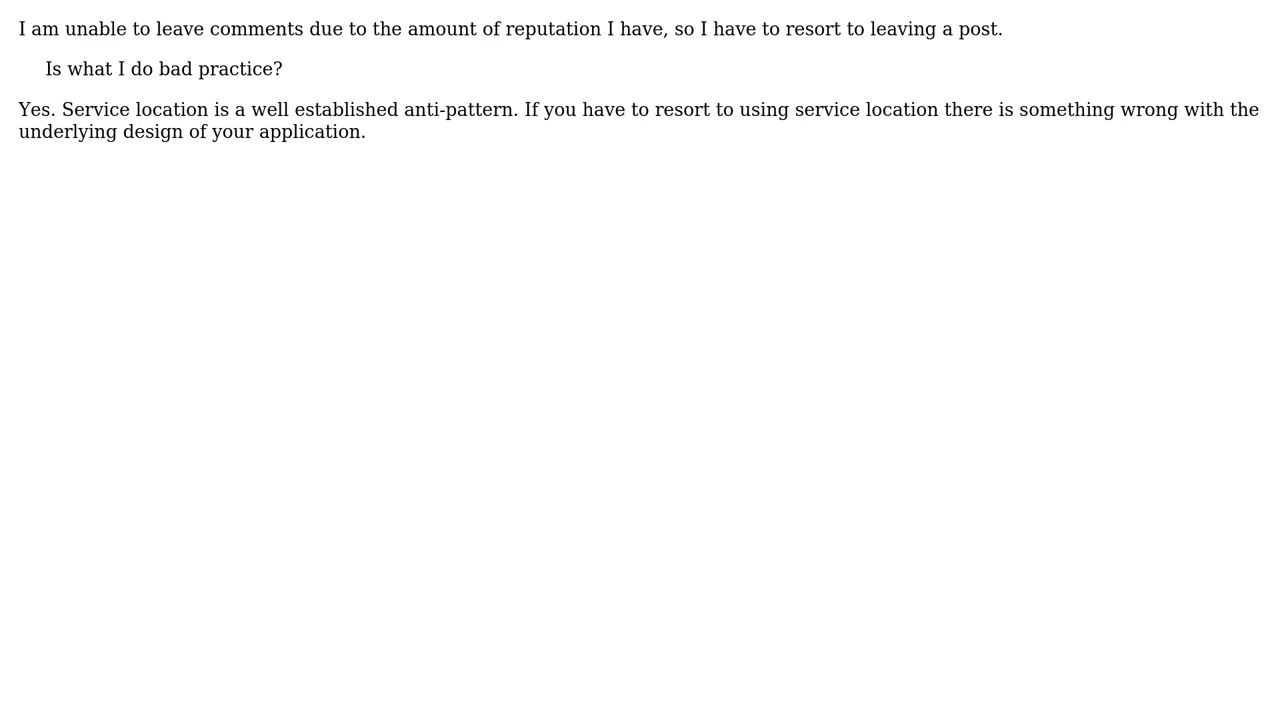 I am unable to leave comments due to the amount of reputation I have, so I have to resort to leaving a post.
Is what I do bad practice?
Yes. Service location is a well established anti-pattern. If you have to resort to using service location there is something wrong with the
underlying design of your application.